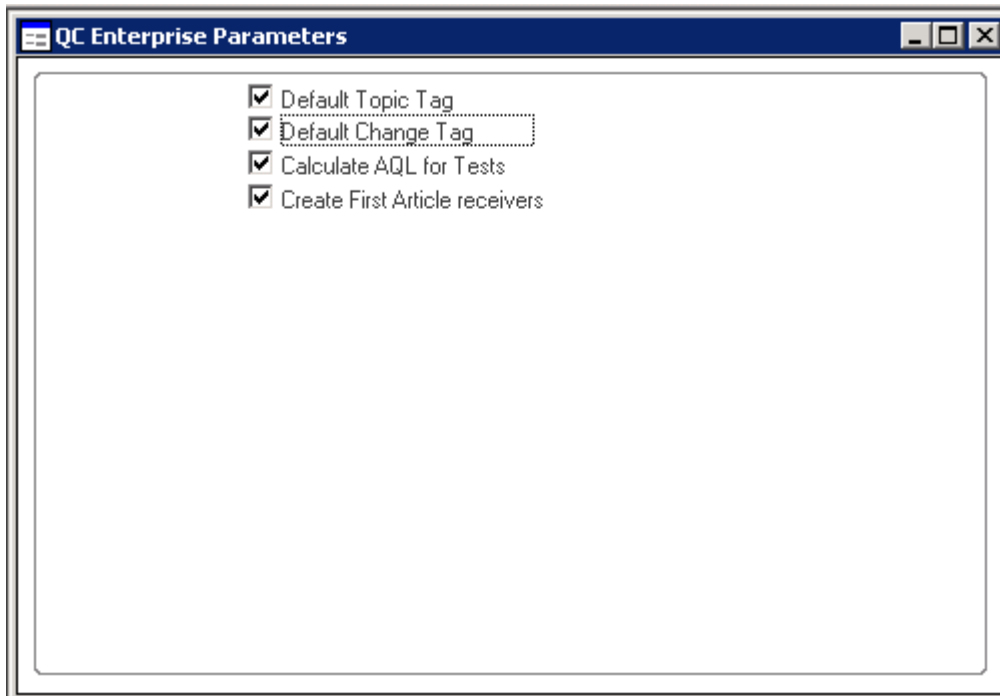 QC Enterprise Parameters
Default Topic Tag
Default Change Tag
Calculate AQL for Tests
Create First Article receivers